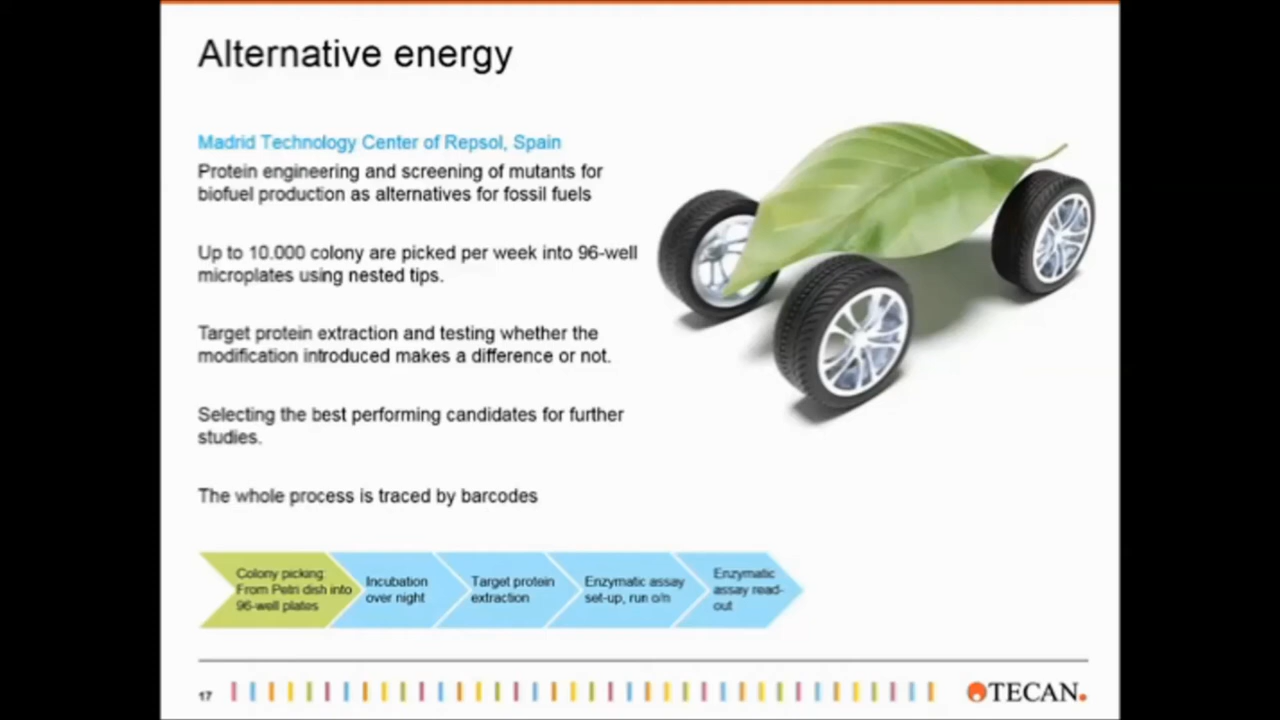 Alternative energy
Madrid Technology Center of Repsol, Spain
Protein engineering and screening of mutants for
biofuel production as alternatives for fossil fuels
Up to 10.000 colony are picked per week into 96-well
microplates using nested tips.
Target protein extraction and testing whether the
modification introduced makes a difference or not.
Selecting the best performing candidates for further
studies.
The whole process is traced by barcodes
Colony picking:
From Petri dish into
96-well plates
Incubation
over night
Target protein
extraction
Enzymatic assay
set-up, run o/n
Enzymatic
assay read-
out
17
TECAN.